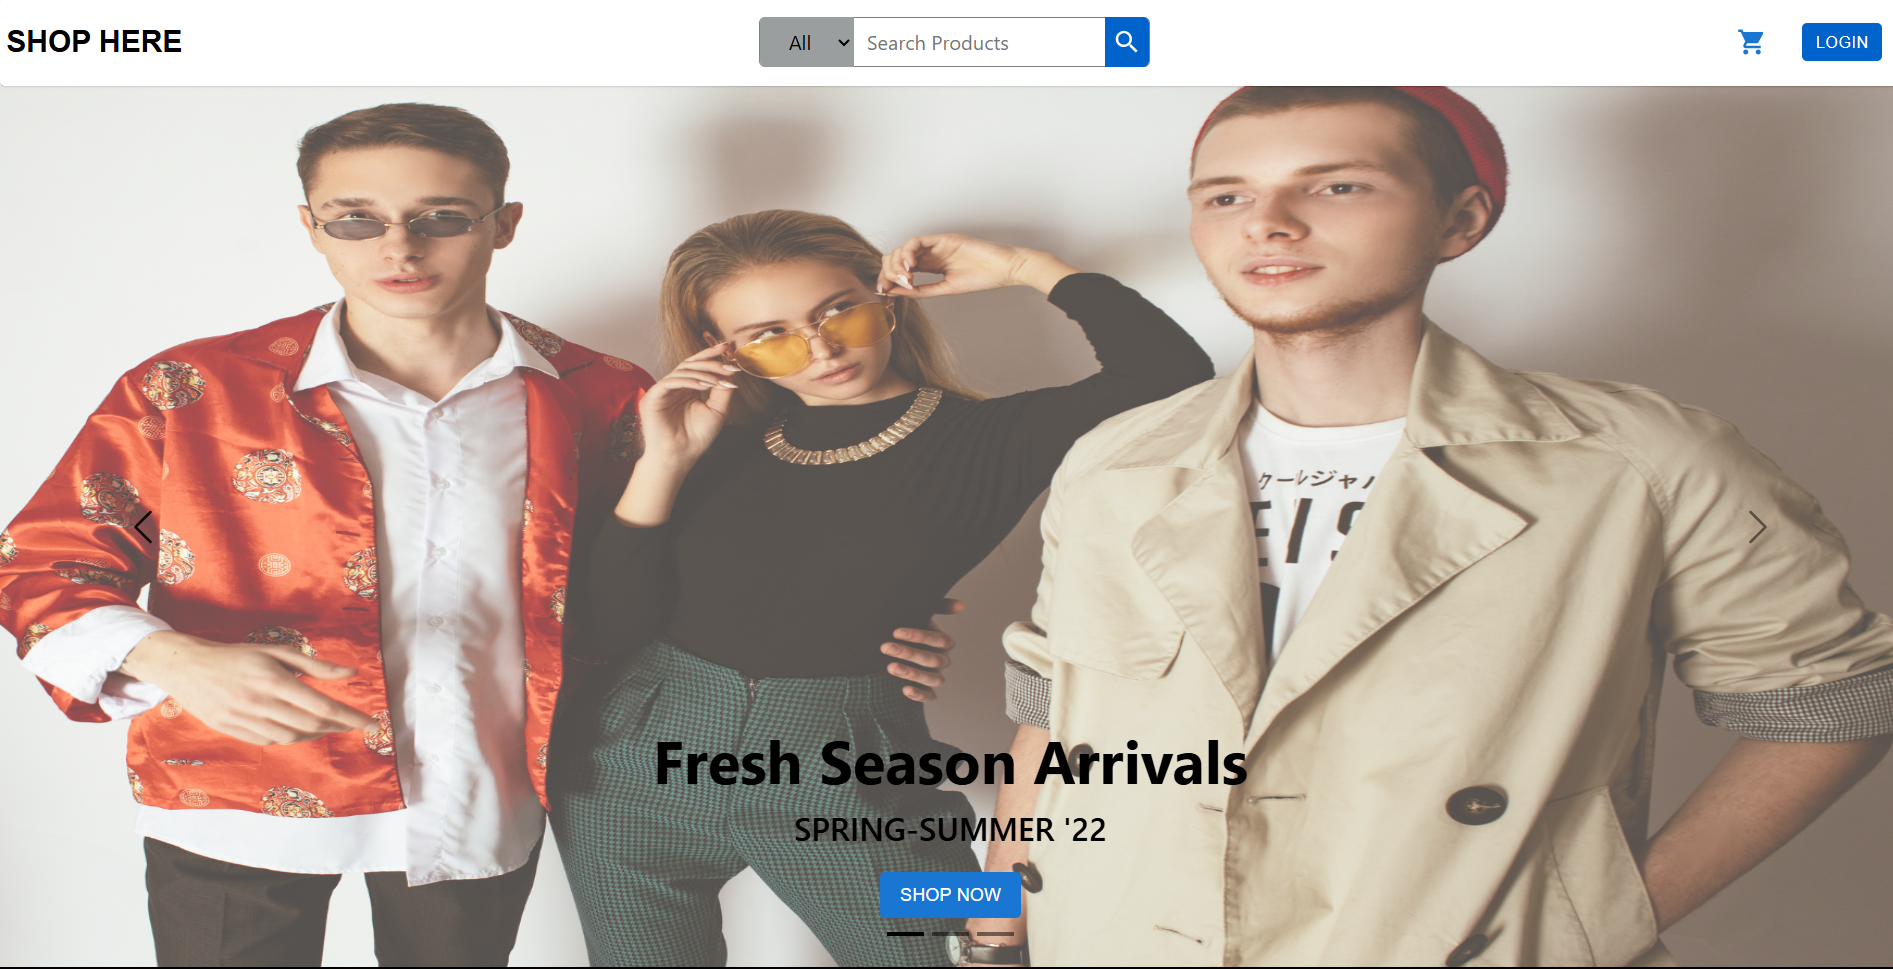 SHOP HERE
All
Search Products
LOGIN
クールジャパ
Fresh Season Arrivals
SPRING-SUMMER '22
SHOP NOW